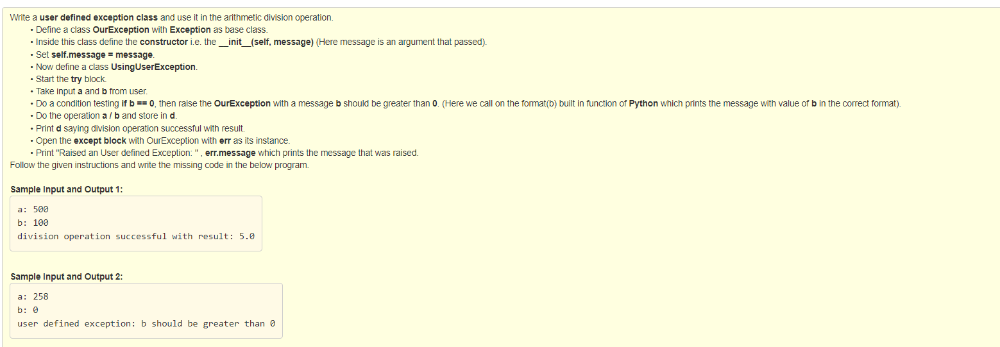 Write a user defined exception class and use it in the arithmetic division operation.
• Define a class OurException with Exception as base class.
• Inside this class define the constructor i.e. the __init__(self, message) (Here message is an argument that passed).
• Set self.message = message.
• Now define a class UsingUserException.
• Start the try block.
• Take input a and b from user.
• Do a condition testing if b == 0, then raise the OurException with a message b should be greater than 0. (Here we call on the format(b) built in function of Python which prints the message with value of b in the correct format).
• Do the operation a / b and store in d.
• Print d saying division operation successful with result.
• Open the except block with OurException with err as its instance.
• Print "Raised an User defined Exception: " , err.message which prints the message that was raised.
Follow the given instructions and write the missing code in the below program.
Sample Input and Output 1:
a: 500
b: 100
division operation successful with result: 5.0
Sample Input and Output 2:
a: 258
b: 0
user defined exception: b should be greater than 0